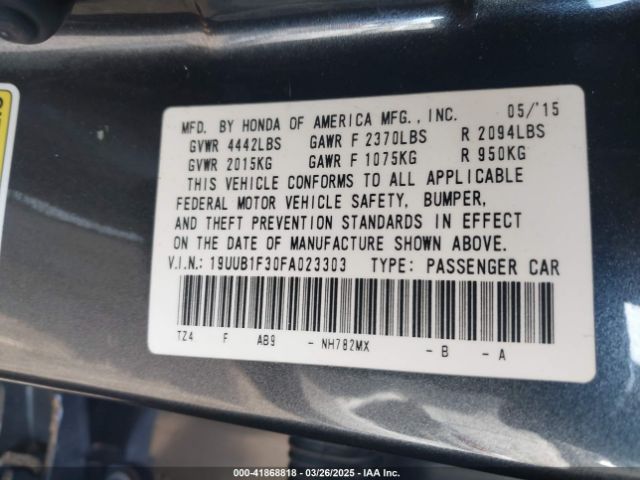 MFD. BY HONDA OF AMERICA MFG., INC. 05/'15
GVWR 4442LBS GAWR F 2370LBS R 2094LBS
GVWR 2015KG GAWR F 1075KG R 950KG
THIS VEHICLE CONFORMS TO ALL APPLICABLE
FEDERAL MOTOR VEHICLE SAFETY, BUMPER,
AND THEFT PREVENTION STANDARDS IN EFFECT
ON THE DATE OF MANUFACTURE SHOWN ABOVE.
V.I.N.: 19UUB1F30FA023303 TYPE: PASSENGER CAR
TZ4 F AB9 - NH782MX - B - A
000-41868818 | 03/26/2025 | IAA Inc.